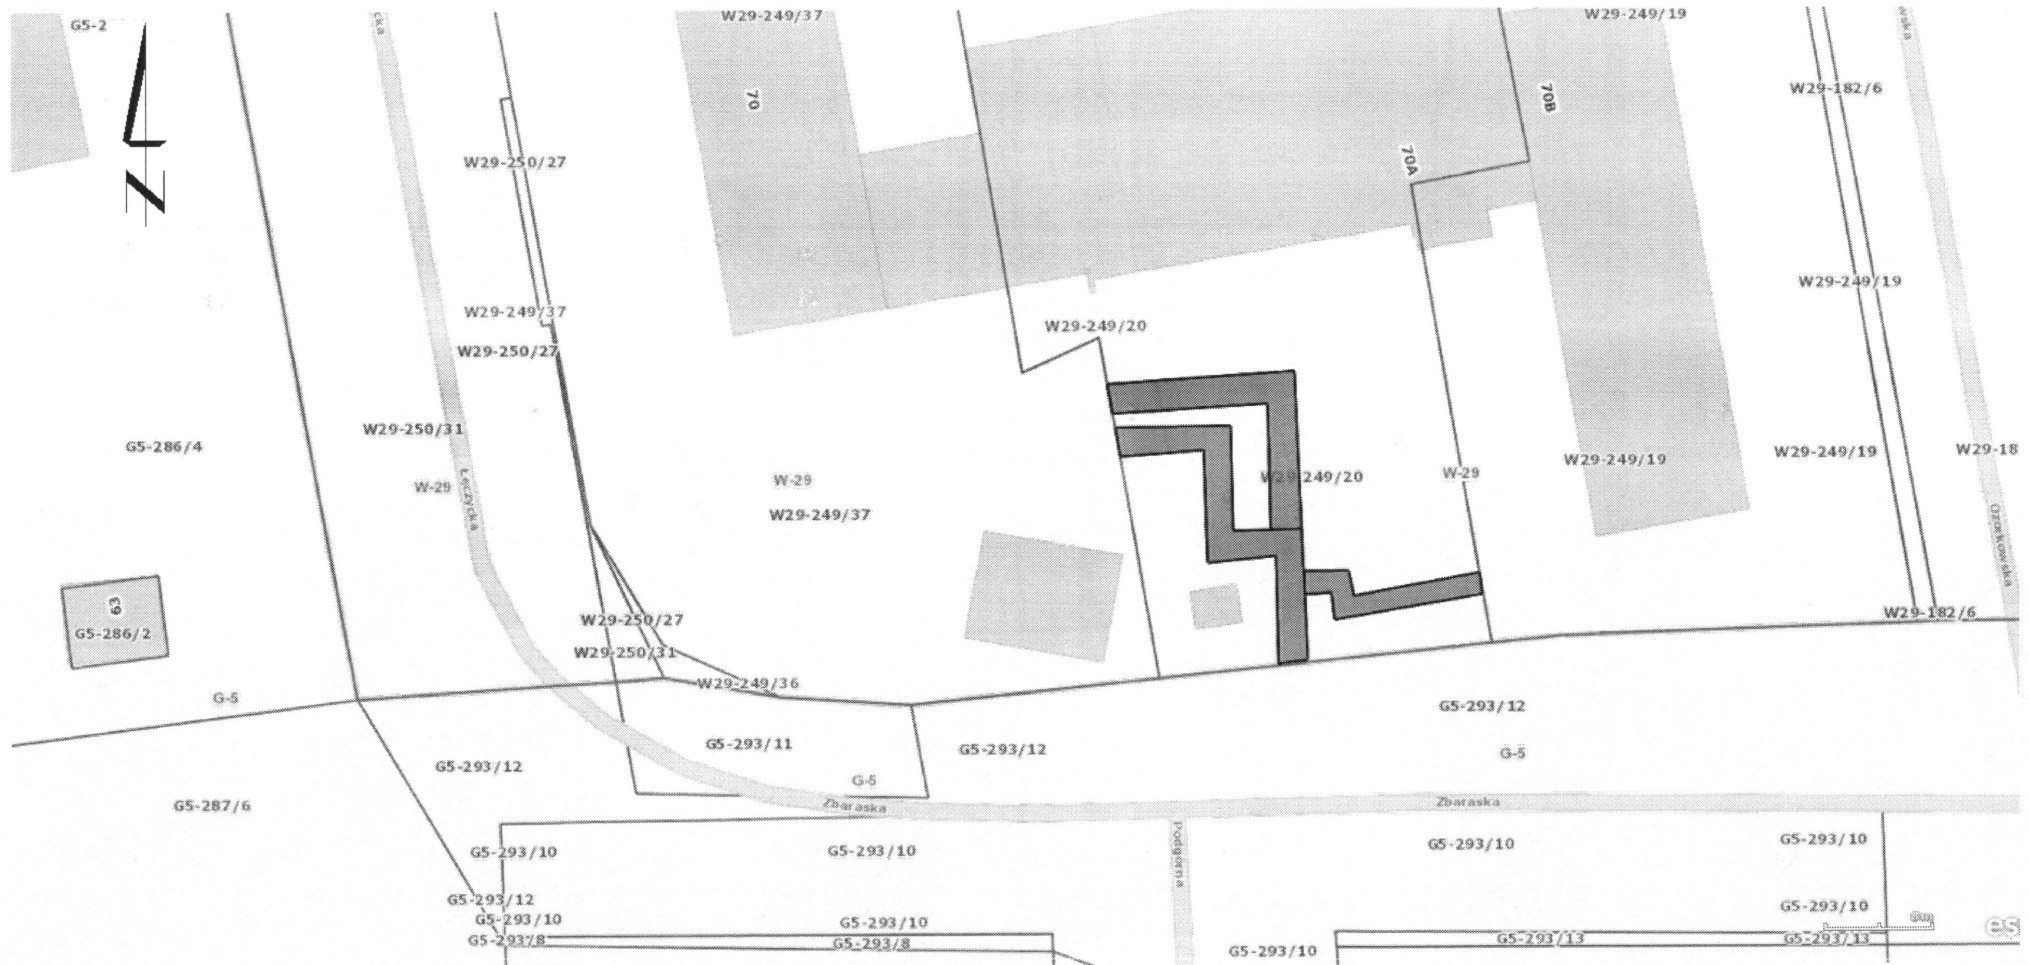 G5-2
cka
W29-249/37
W29-249/19
wska
70
70B
W29-182/6
70A
W29-250/27
W29-249/19
W29-249/37
W29-249/20
W29-250/27
W29-250/31
G5-286/4
W-29
Łęczycka
W-29
W29-249/37
W29-249/20
W-29
W29-249/19
W29-249/19
W29-18
Ozorkowska
63
G5-286/2
W29-250/27
W29-182/6
W29-250/31
W29-249/36
G-5
G5-293/12
G5-293/11
G5-293/12
G-5
G5-293/12
G-5
G5-287/6
Zbaraska
Zbaraska
Podgórna
G5-293/10
G5-293/10
G5-293/10
G5-293/10
G5-293/12
G5-293/10
G5-293/10
G5-293/10
G5-293/8
G5-293/8
G5-293/10
G5-293/13
G5-293/13
es